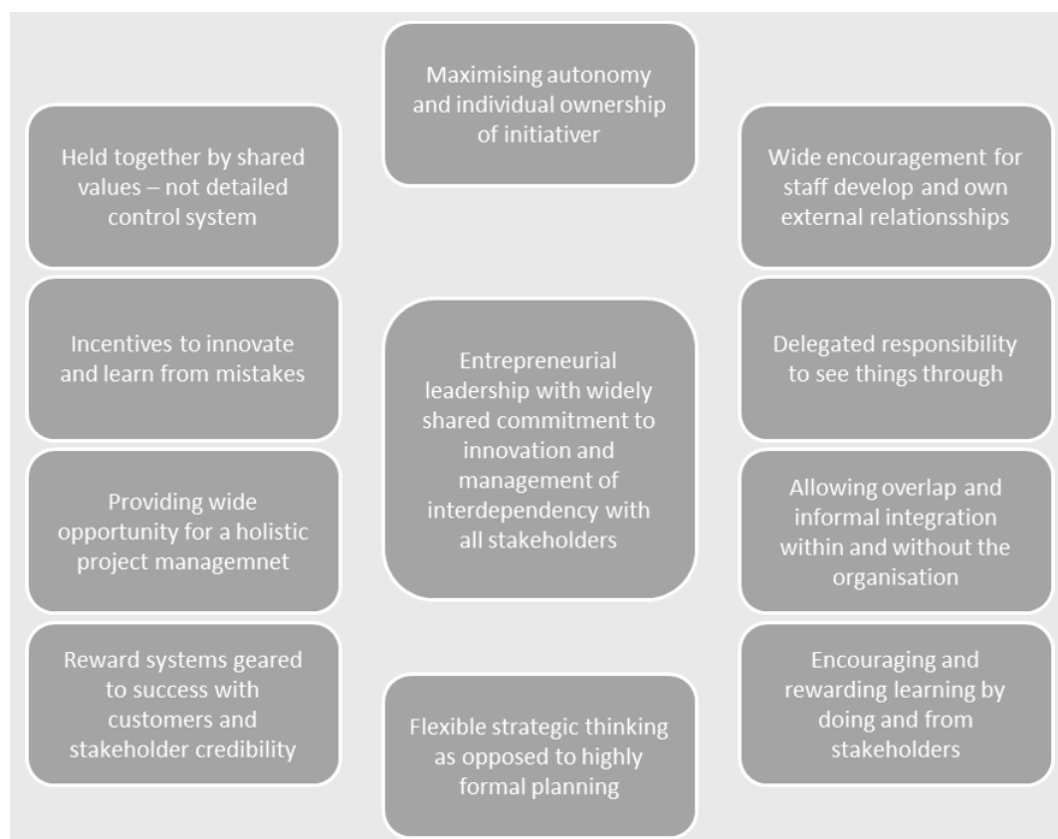 Maximising autonomy
and individual ownership
of initiativer
Held together by shared
values – not detailed
control system
Wide encouragement for
staff develop and own
external relationsships
Incentives to innovate
and learn from mistakes
Entrepreneurial
leadership with widely
shared commitment to
innovation and
management of
interdependency with
all stakeholders
Delegated responsibility
to see things through
Providing wide
opportunity for a holistic
project managemnet
Allowing overlap and
informal integration
within and without the
organisation
Reward systems geared
to success with
customers and
stakeholder credibility
Flexible strategic thinking
as opposed to highly
formal planning
Encouraging and
rewarding learning by
doing and from
stakeholders